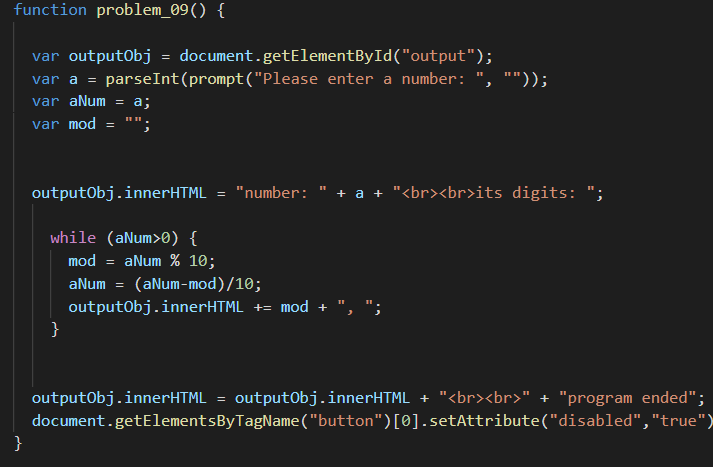 function problem_09() {
var outputObj = document.getElementById("output");
var a = parseInt(prompt("Please enter a number: ", ""));
var aNum = a;
var mod = "";
outputObj.innerHTML = "number: " + a + "<br><br>its digits: ";
while (aNum>0) {
mod = aNum % 10;
aNum = (aNum-mod)/10;
outputObj.innerHTML += mod + ", ";
}
outputObj.innerHTML = outputObj.innerHTML + "<br><br>" + "program ended";
document.getElementsByTagName("button")[0].setAttribute("disabled","true")
}